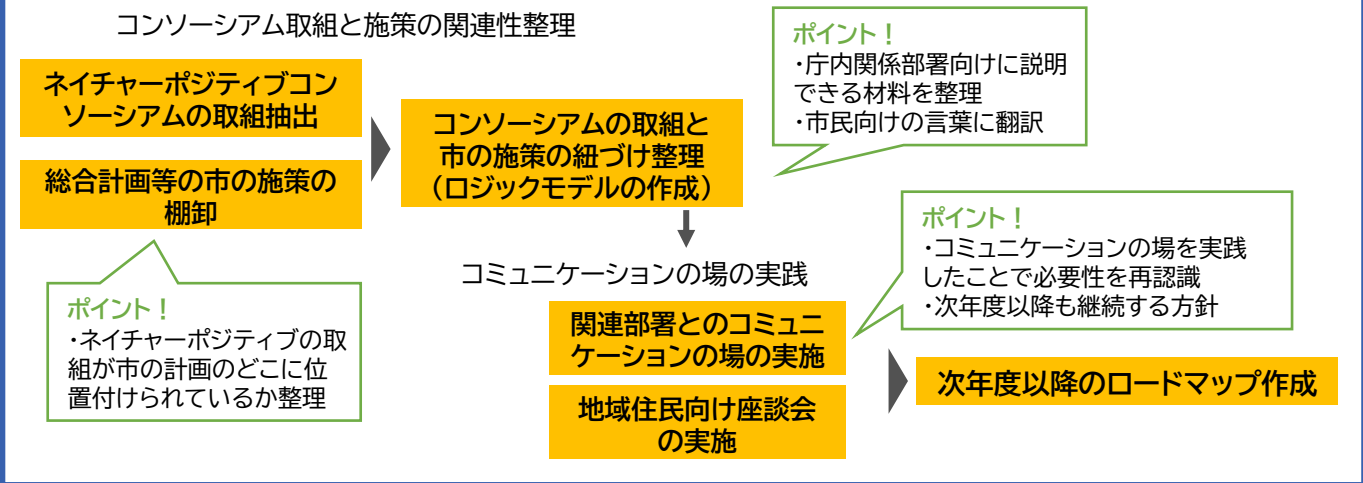 コンソーシアム取組と施策の関連性整理
ネイチャーポジティブコン
ソーシアムの取組抽出
総合計画等の市の施策の
棚卸
ポイント！
・ネイチャーポジティブの取
組が市の計画のどこに位
置付けられているか整理
コンソーシアムの取組と
市の施策の紐づけ整理
（ロジックモデルの作成）
ポイント！
・庁内関係部署向けに説明
できる材料を整理
・市民向けの言葉に翻訳
コミュニケーションの場の実践
関連部署とのコミュニ
ケーションの場の実施
地域住民向け座談会
の実施
ポイント！
・コミュニケーションの場を実践
したことで必要性を再認識
・次年度以降も継続する方針
次年度以降のロードマップ作成